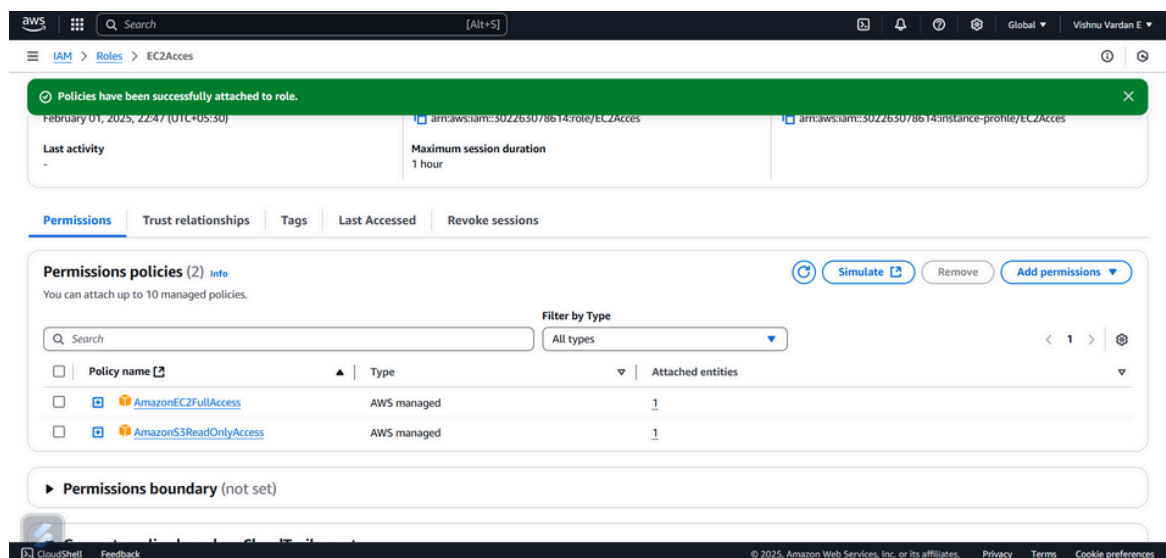 aws Search [Alt+S] Global ▼ Vishnu Vardan E ▼
IAM > Roles > EC2Acces
Policies have been successfully attached to role.
February 01, 2025, 22:47 (UTC+05:30) arn:aws:iam::302263078614:role/EC2Acces arn:aws:iam::302263078614:instance-profile/EC2Acces
Last activity Maximum session duration
- 1 hour
Permissions Trust relationships Tags Last Accessed Revoke sessions
Permissions policies (2) Info Simulate Remove Add permissions ▼
You can attach up to 10 managed policies.
Filter by Type
Search All types ▼ < 1 >
Policy name ▲ Type Attached entities
AmazonEC2FullAccess AWS managed 1
AmazonS3ReadOnlyAccess AWS managed 1
▶ Permissions boundary (not set)
CloudShell Feedback © 2025, Amazon Web Services, Inc. or its affiliates. Privacy Terms Cookie preferences